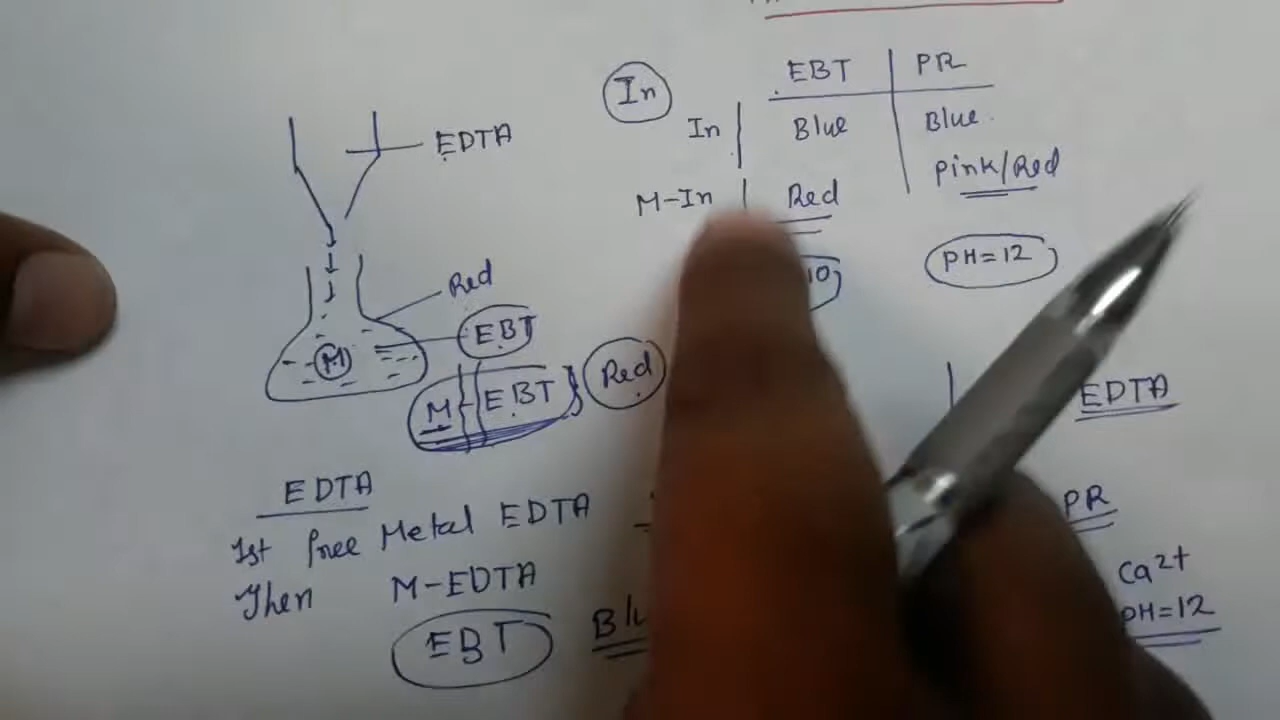 In
EBT | PR
In | Blue | Blue
M-In | Red | Pink/Red
10
PH=12
EDTA
Red
EBT
M
M-EBT Red
EDTA
EDTA
1st free Metal EDTA
Then M-EDTA
EBT
PR
Ca2+
pH=12